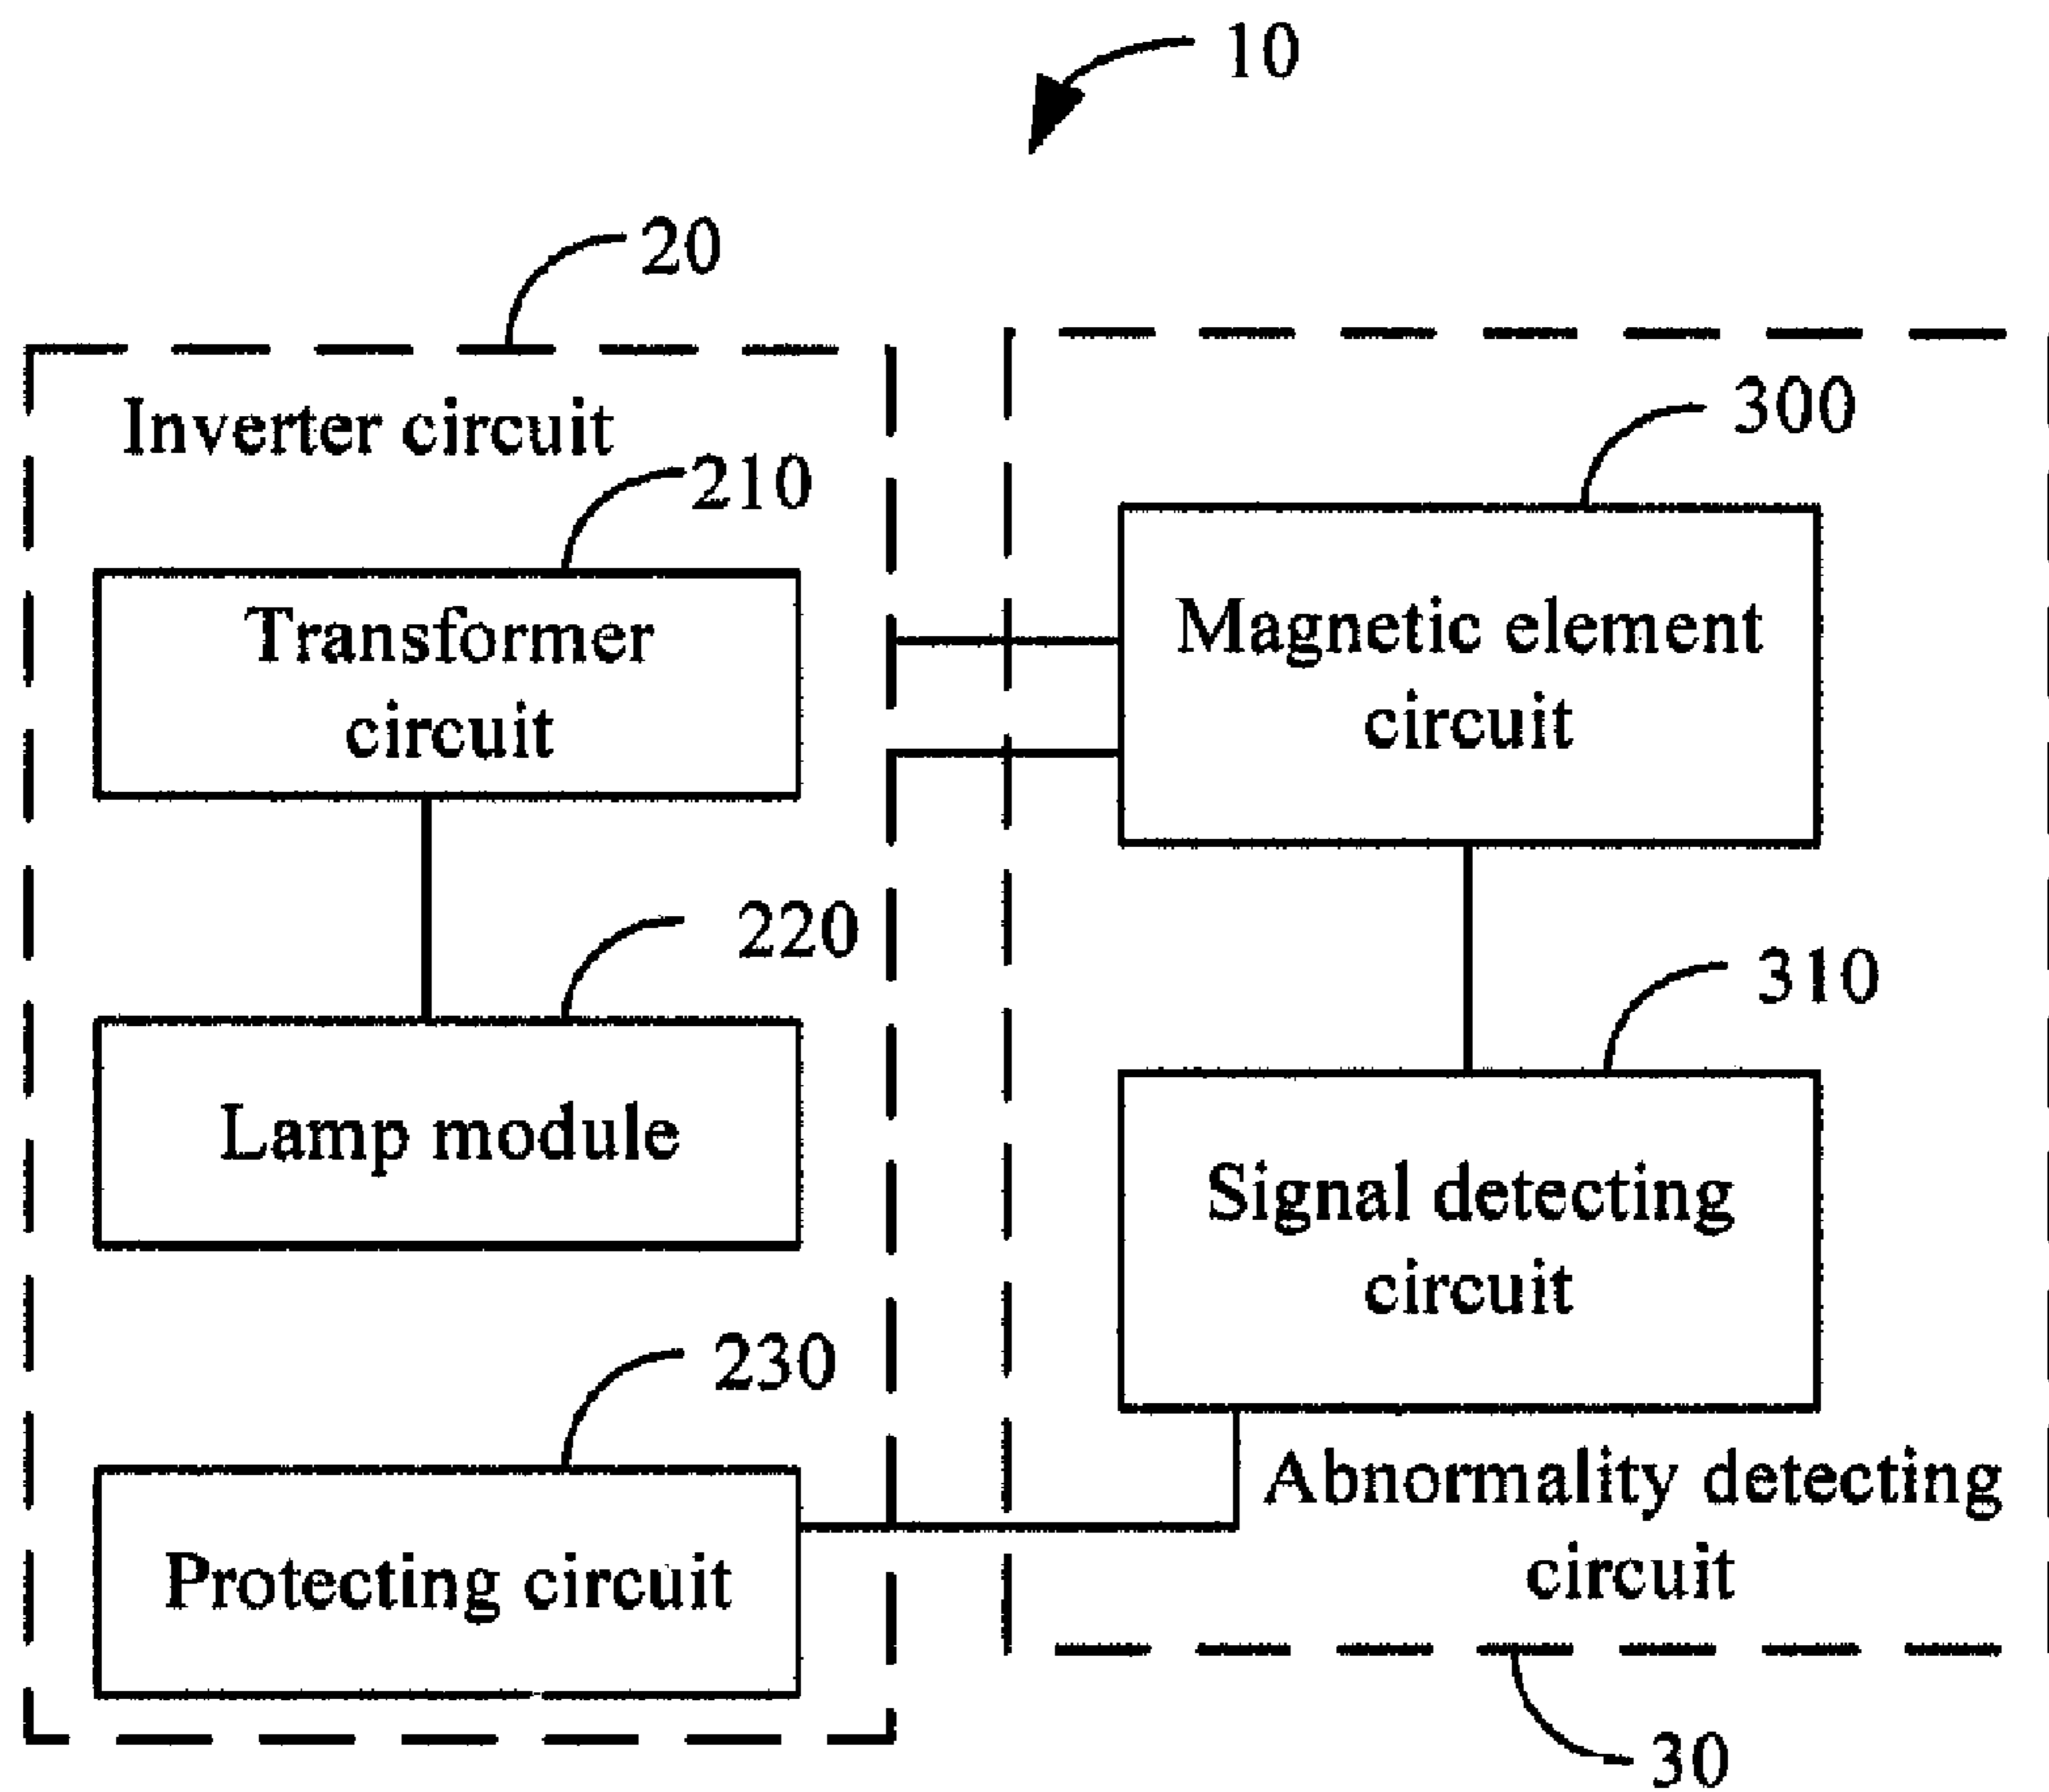 10
20
Inverter circuit
210
Transformer
circuit
220
Lamp module
230
Protecting circuit
300
Magnetic element
circuit
310
Signal detecting
circuit
Abnormality detecting
circuit
30